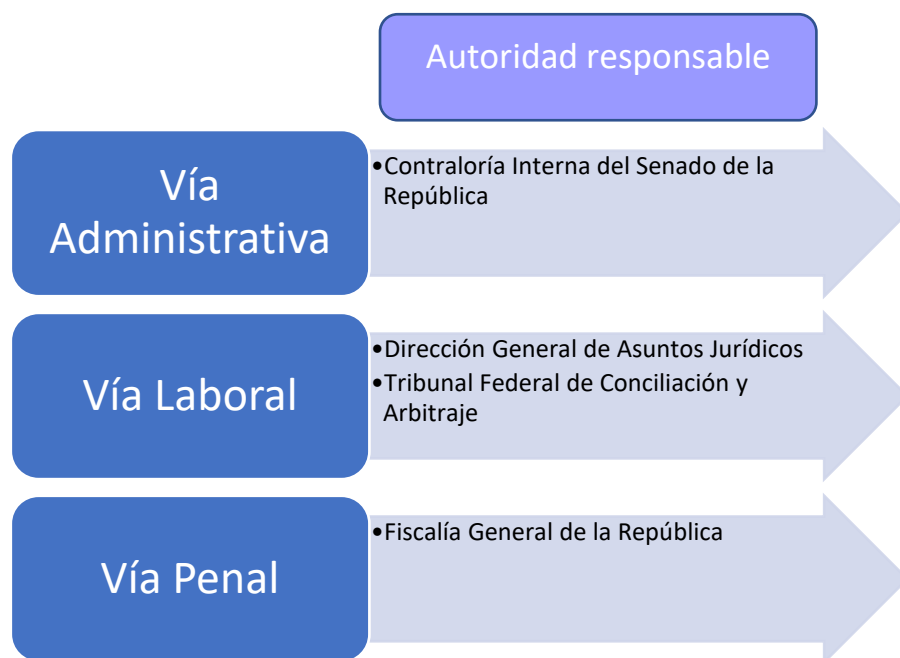 Autoridad responsable
Vía
Administrativa
•Contraloría Interna del Senado de la
República
Vía Laboral
•Dirección General de Asuntos Jurídicos
•Tribunal Federal de Conciliación y
Arbitraje
Vía Penal
•Fiscalía General de la República